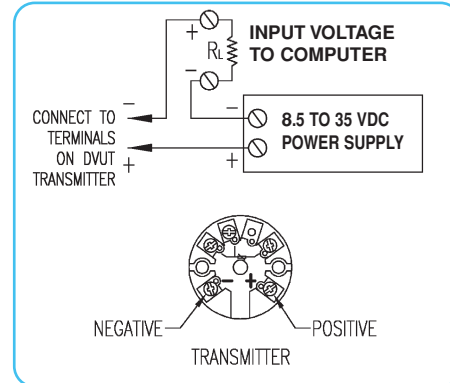 +
RL
−
INPUT VOLTAGE
TO COMPUTER
−
CONNECT TO
TERMINALS
ON DVUT
TRANSMITTER
+
−
+
8.5 TO 35 VDC
POWER SUPPLY
− +
NEGATIVE
POSITIVE
TRANSMITTER